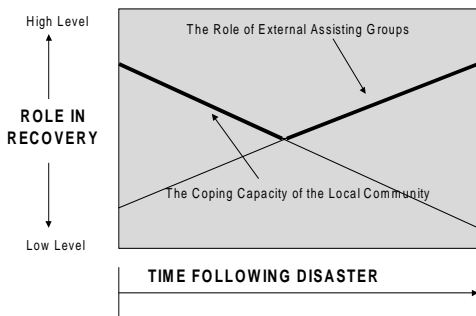 High Level
The Role of External Assisting Groups
ROLE IN
RECOVERY
The Coping Capacity of the Local Community
Low Level
TIME FOLLOWING DISASTER